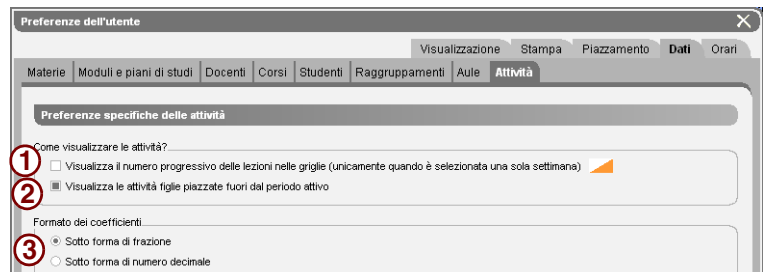 Preferenze dell'utente
Visualizzazione Stampa Piazzamento Dati Orari
Materie Moduli e piani di studi Docenti Corsi Studenti Raggruppamenti Aule Attività
Preferenze specifiche delle attività
Come visualizzare le attività?
1 Visualizza il numero progressivo delle lezioni nelle griglie (unicamente quando è selezionata una sola settimana)
2 Visualizza le attività figlie piazzate fuori dal periodo attivo
Formato dei coefficienti
3 Sotto forma di frazione
Sotto forma di numero decimale